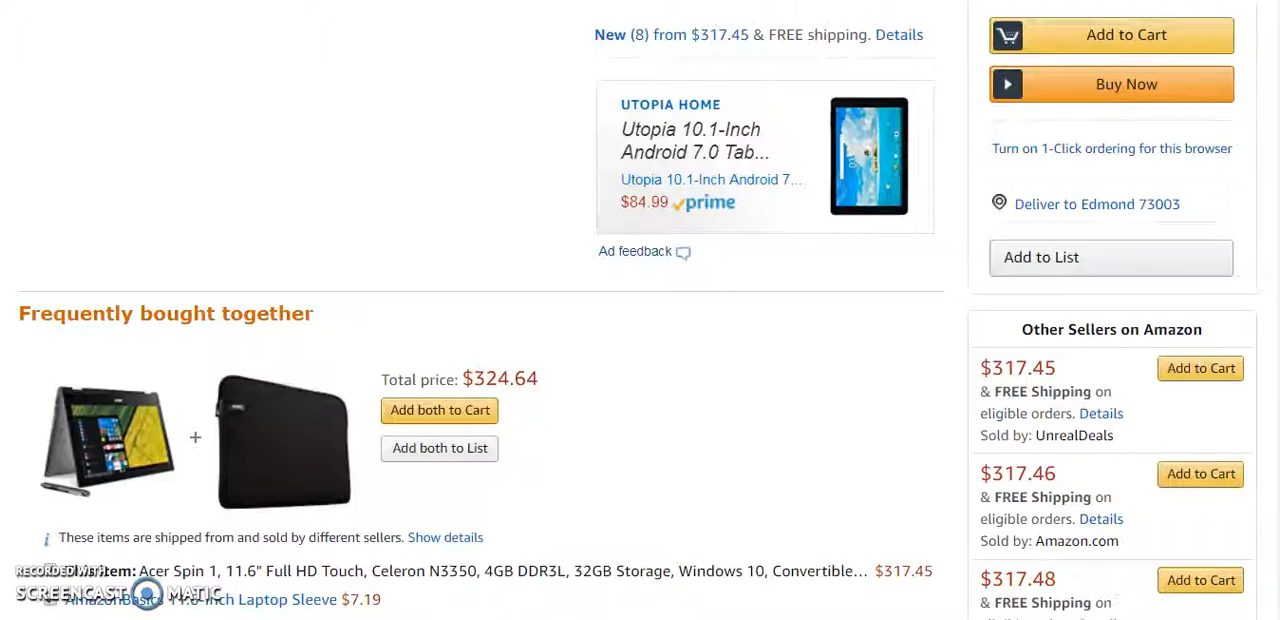 New (8) from $317.45 & FREE shipping. Details
UTOPIA HOME
Utopia 10.1-Inch
Android 7.0 Tab...
Utopia 10.1-Inch Android 7...
$84.99 prime
Ad feedback
Add to Cart
Buy Now
Turn on 1-Click ordering for this browser
Deliver to Edmond 73003
Add to List
Frequently bought together
Total price: $324.64
Add both to Cart
Add both to List
+
These items are shipped from and sold by different sellers. Show details
item: Acer Spin 1, 11.6" Full HD Touch, Celeron N3350, 4GB DDR3L, 32GB Storage, Windows 10, Convertible... $317.45
AmazonBasics 11.6-Inch Laptop Sleeve $7.19
RECORDED WITH
SCREENCAST MATIC
Other Sellers on Amazon
$317.45 Add to Cart
& FREE Shipping on
eligible orders. Details
Sold by: UnrealDeals
$317.46 Add to Cart
& FREE Shipping on
eligible orders. Details
Sold by: Amazon.com
$317.48 Add to Cart
& FREE Shipping on